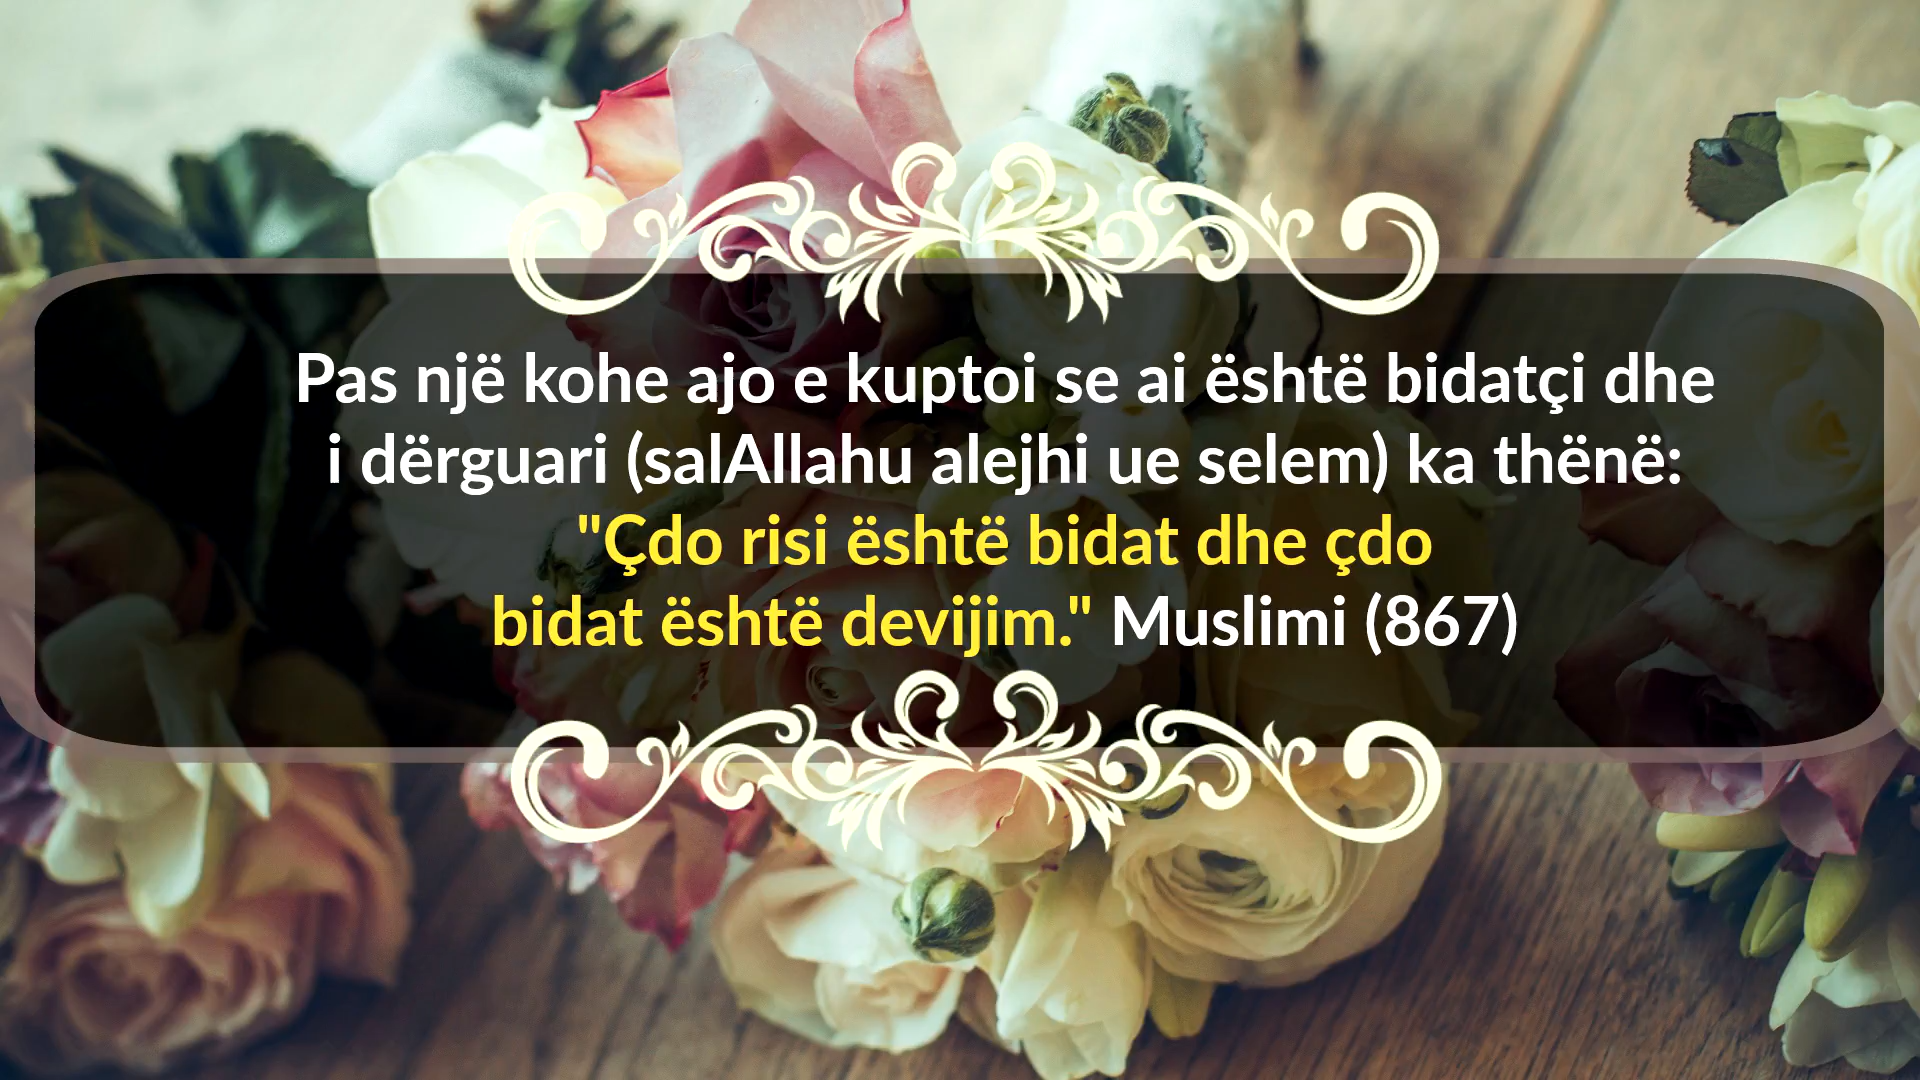 Pas një kohe ajo e kuptoi se ai është bidatçi dhe
i dërguari (salAllahu alejhi ue selem) ka thënë:
"Çdo risi është bidat dhe çdo
bidat është devijim." Muslimi (867)